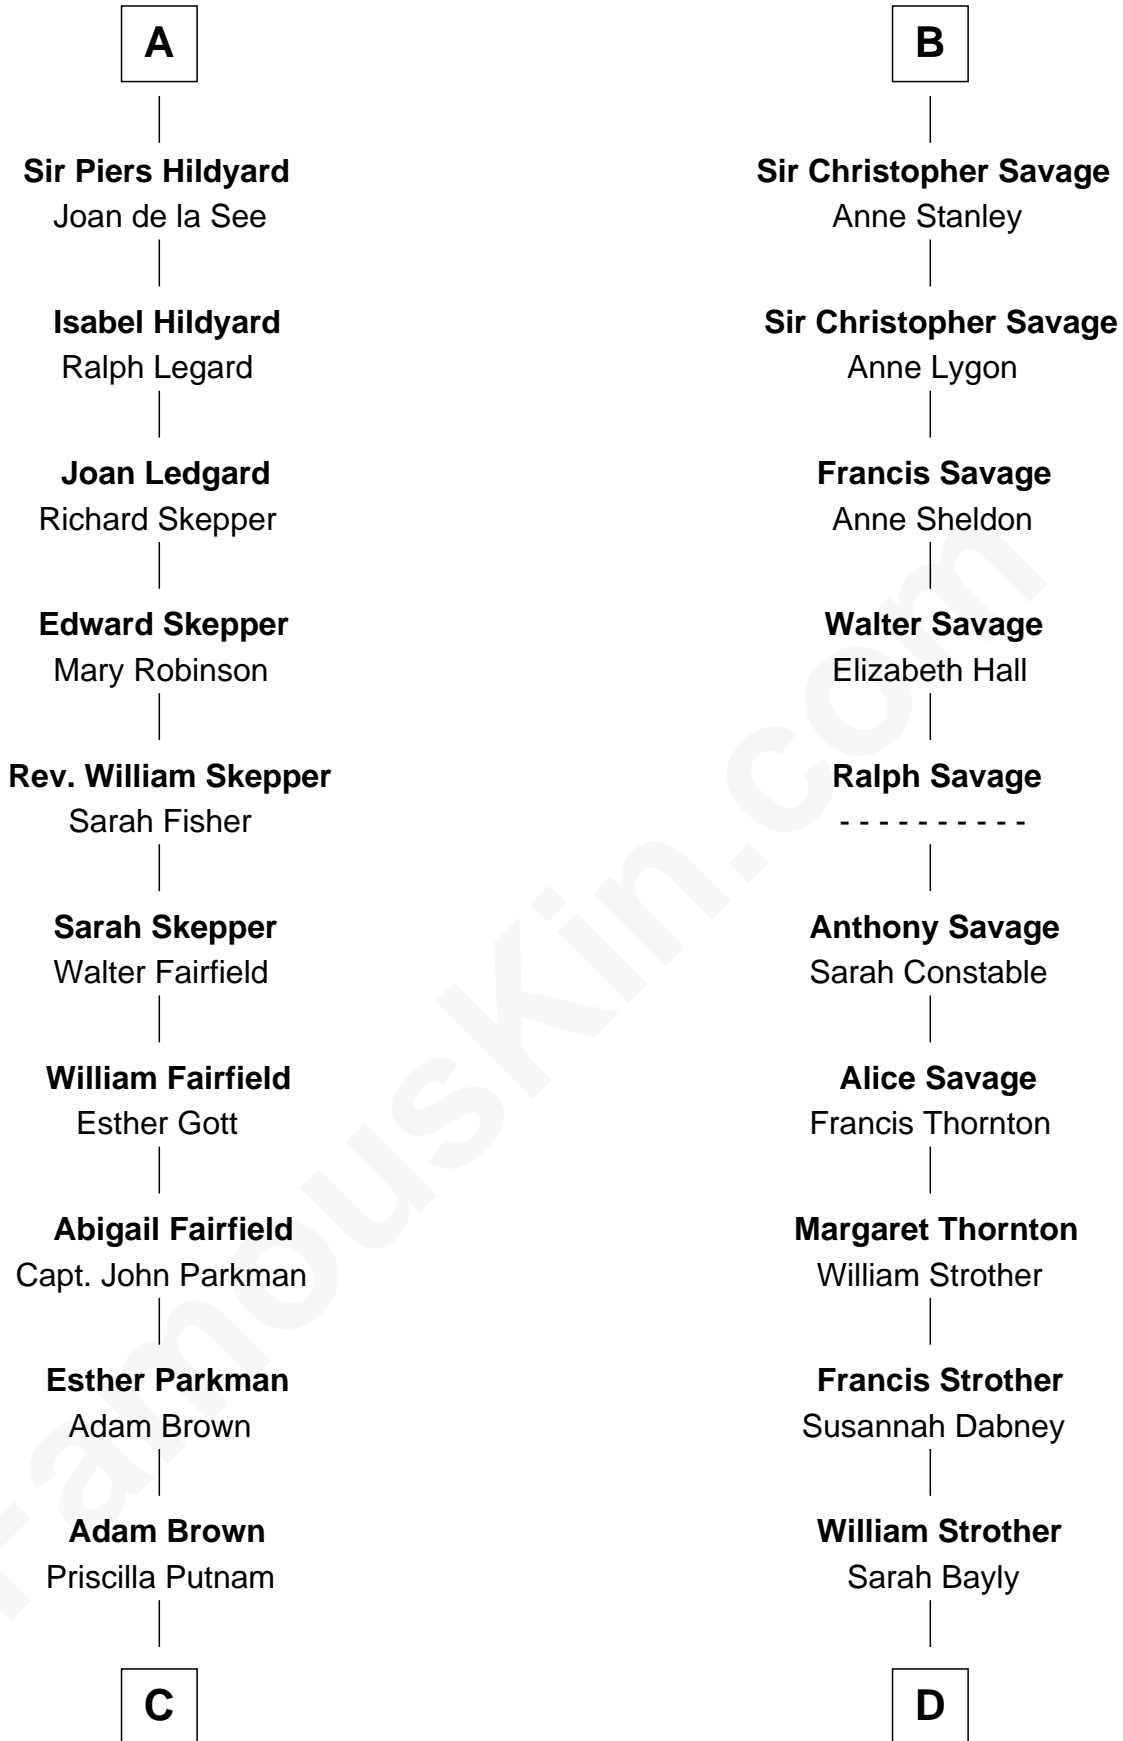 A
Sir Piers Hildyard
Joan de la See
Isabel Hildyard
Ralph Legard
Joan Ledgard
Richard Skepper
Edward Skepper
Mary Robinson
Rev. William Skepper
Sarah Fisher
Sarah Skepper
Walter Fairfield
William Fairfield
Esther Gott
Abigail Fairfield
Capt. John Parkman
Esther Parkman
Adam Brown
Adam Brown
Priscilla Putnam
C
B
Sir Christopher Savage
Anne Stanley
Sir Christopher Savage
Anne Lygon
Francis Savage
Anne Sheldon
Walter Savage
Elizabeth Hall
Ralph Savage
- - - - - - - - - -
Anthony Savage
Sarah Constable
Alice Savage
Francis Thornton
Margaret Thornton
William Strother
Francis Strother
Susannah Dabney
William Strother
Sarah Bayly
D
FamousKin.com